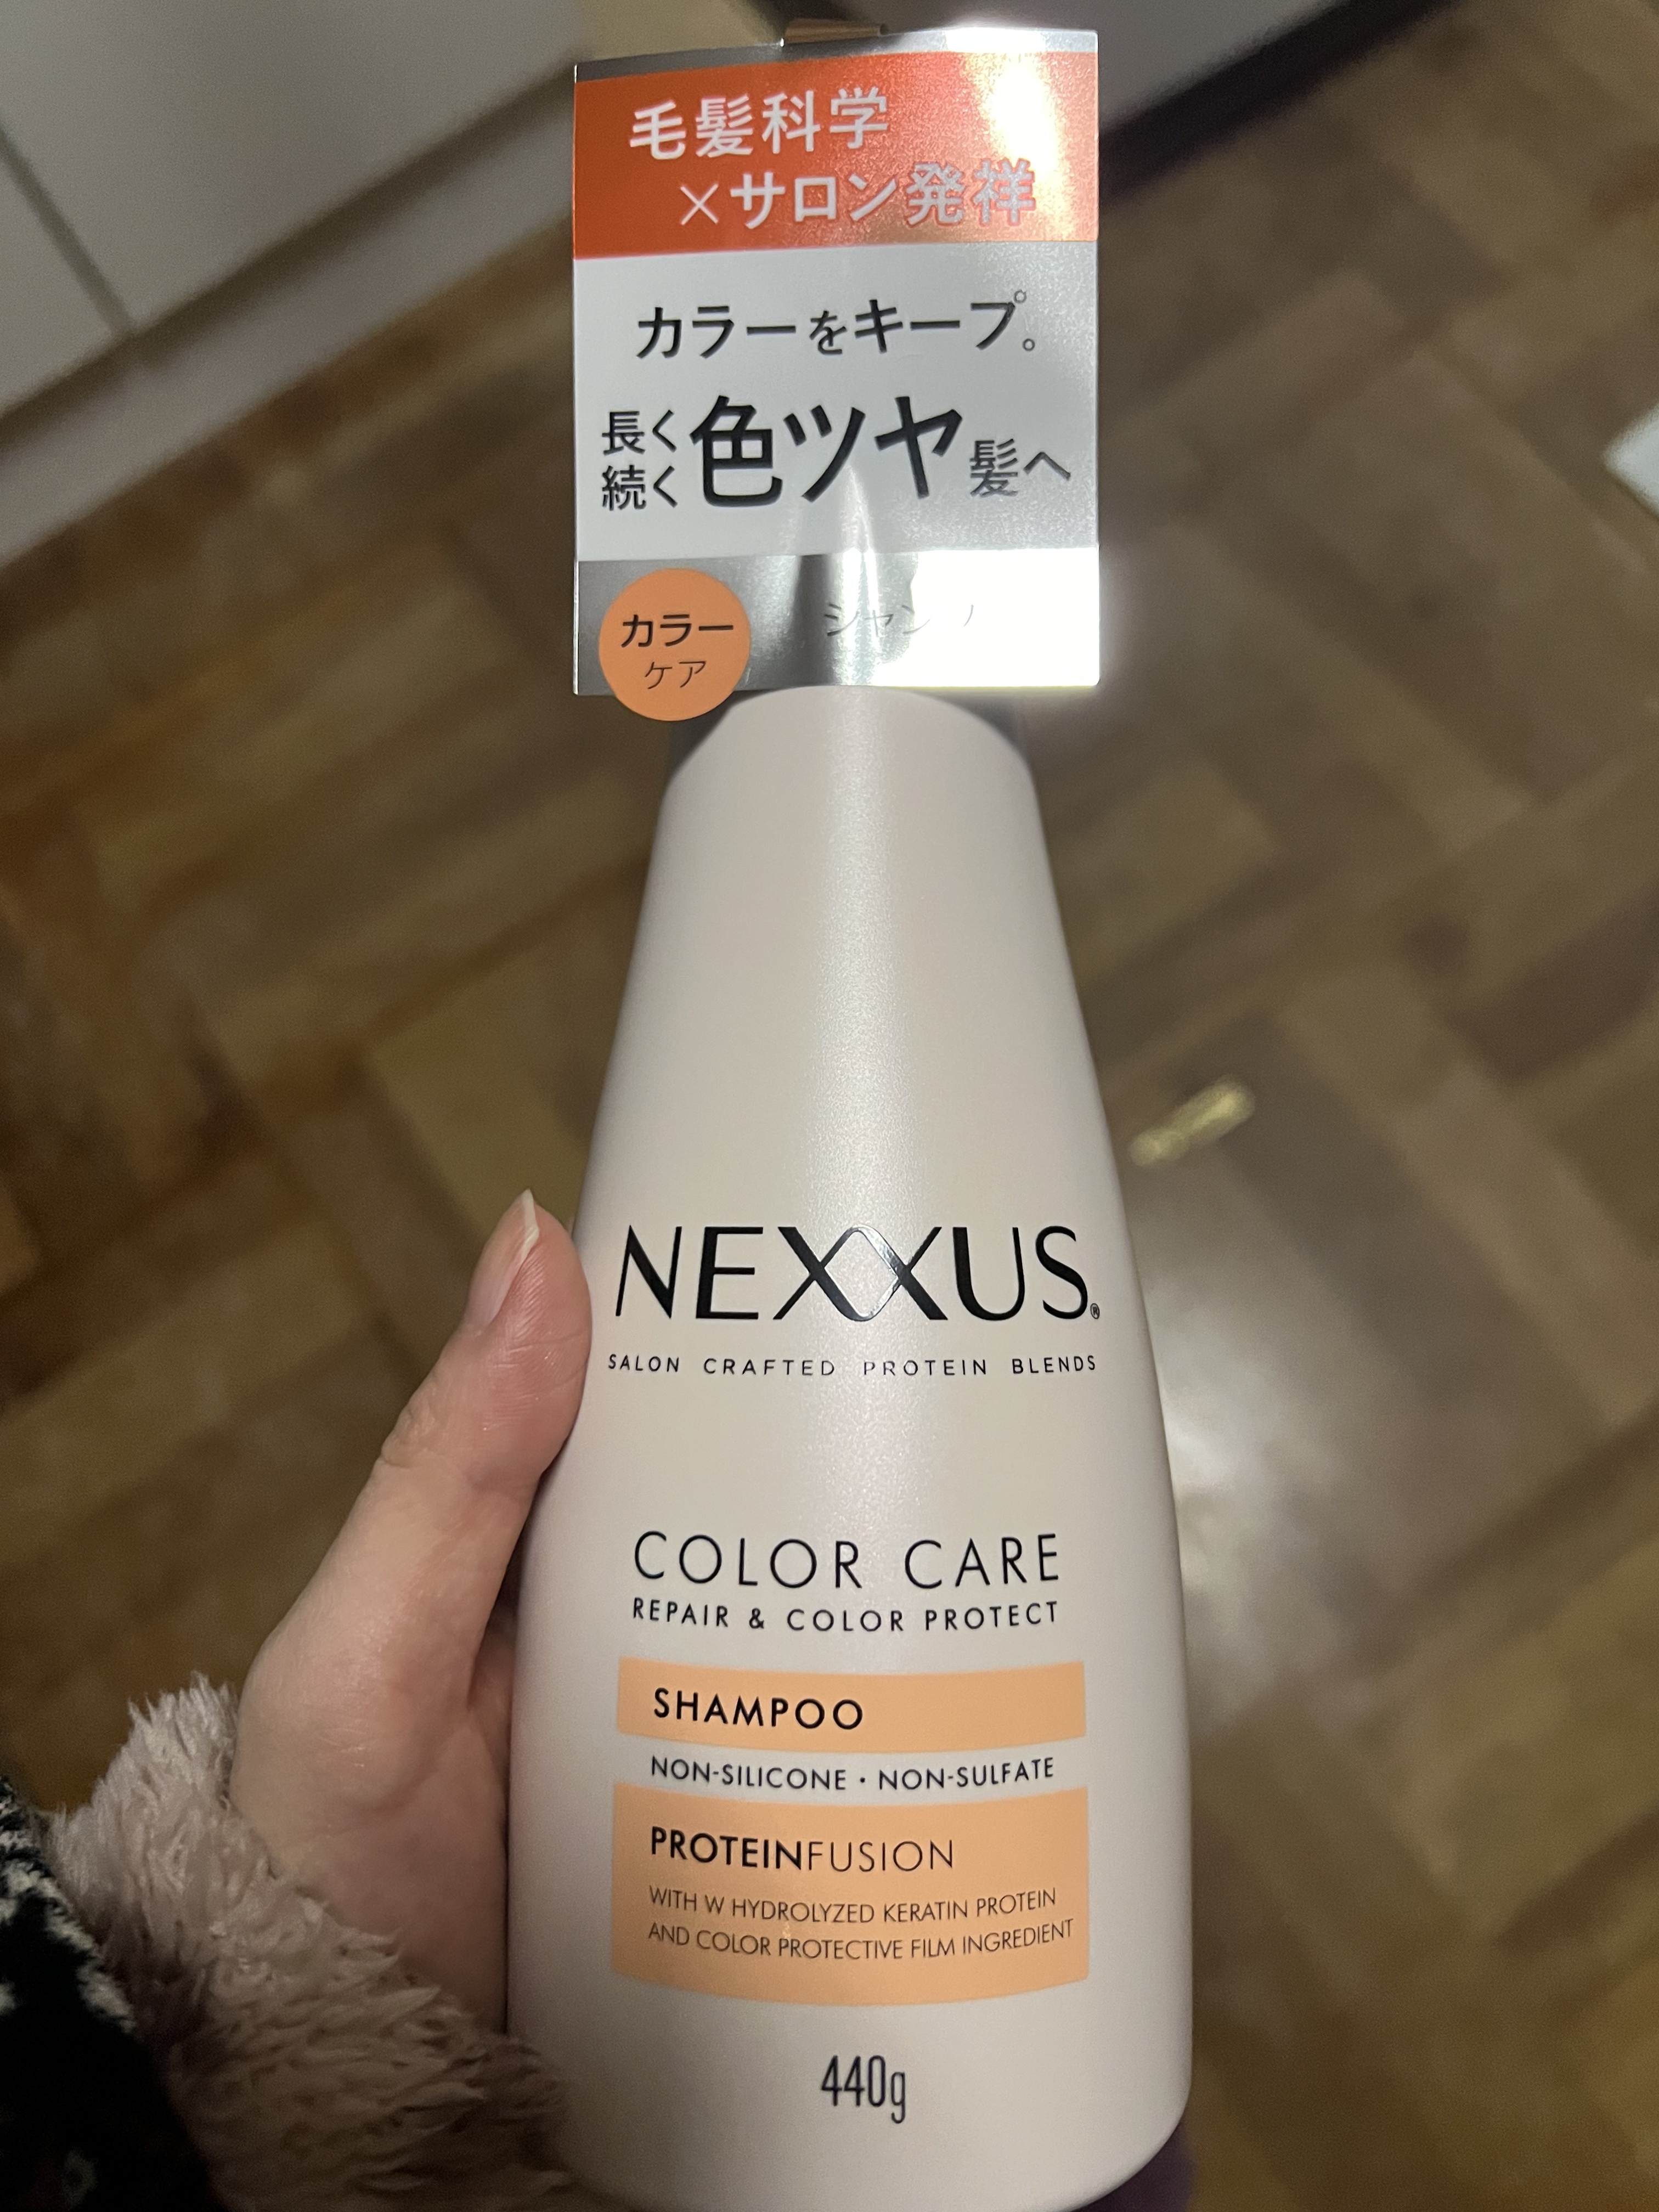 毛髪科学
×サロン発祥
カラーをキープ。
長く
続く
色ツヤ髪へ
カラー
ケア
NEXXUS®
SALON CRAFTED PROTEIN BLENDS
COLOR CARE
REPAIR & COLOR PROTECT
SHAMPOO
NON-SILICONE・NON-SULFATE
PROTEINFUSION
WITH W HYDROLYZED KERATIN PROTEIN
AND COLOR PROTECTIVE FILM INGREDIENT
440g